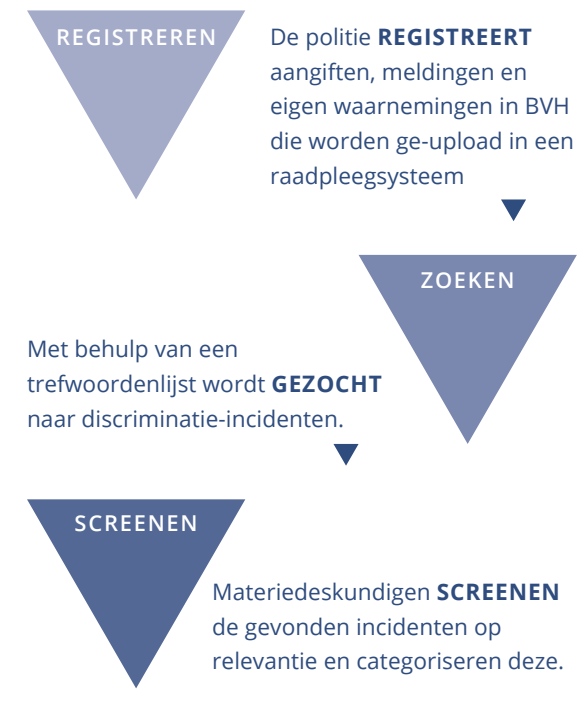 REGISTREREN
De politie REGISTREERT
aangiften, meldingen en
eigen waarnemingen in BVH
die worden ge-upload in een
raadpleegsysteem
ZOEKEN
Met behulp van een
trefwoordenlijst wordt GEZOCHT
naar discriminatie-incidenten.
SCREENEN
Materiedeskundigen SCREENEN
de gevonden incidenten op
relevantie en categoriseren deze.